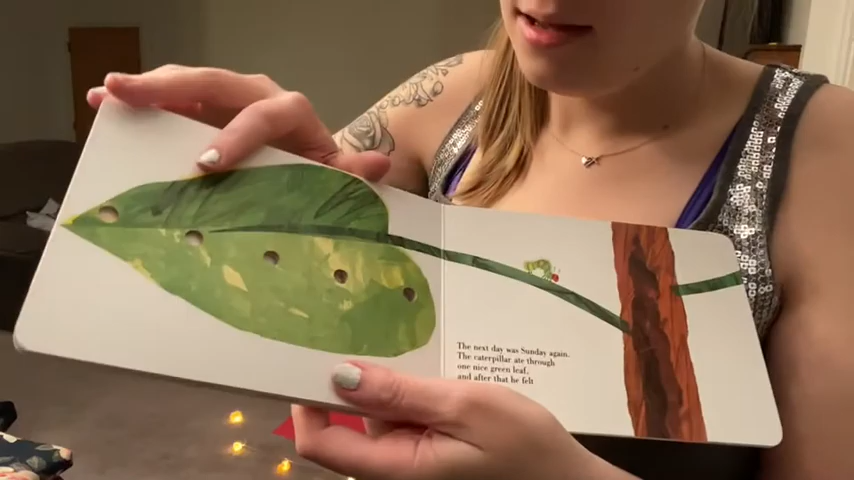 The next day was Sunday again.
The caterpillar ate through
one nice green leaf,
and after that he felt